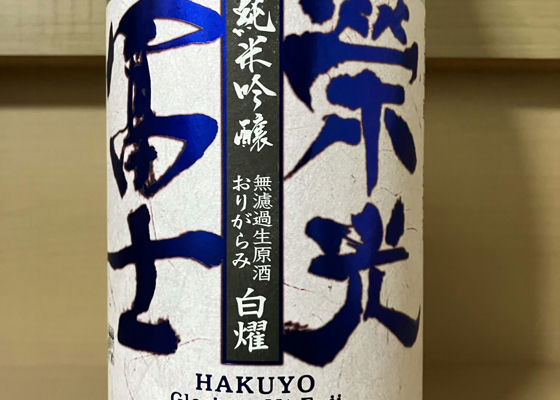 榮光
冨士
純米吟醸
無濾過生原酒
おりがらみ
白燿
HAKUYO